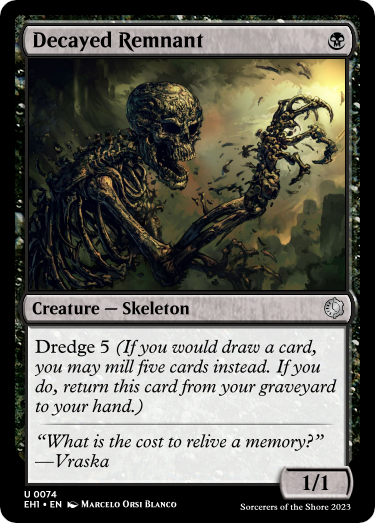 Decayed Remnant
Creature — Skeleton
Dredge 5 (If you would draw a card,
you may mill five cards instead. If you
do, return this card from your graveyard
to your hand.)
“What is the cost to relive a memory?”
—Vraska
1/1
U 0074
EH1 • EN Marcelo Orsi Blanco
Sorcerers of the Shore 2023